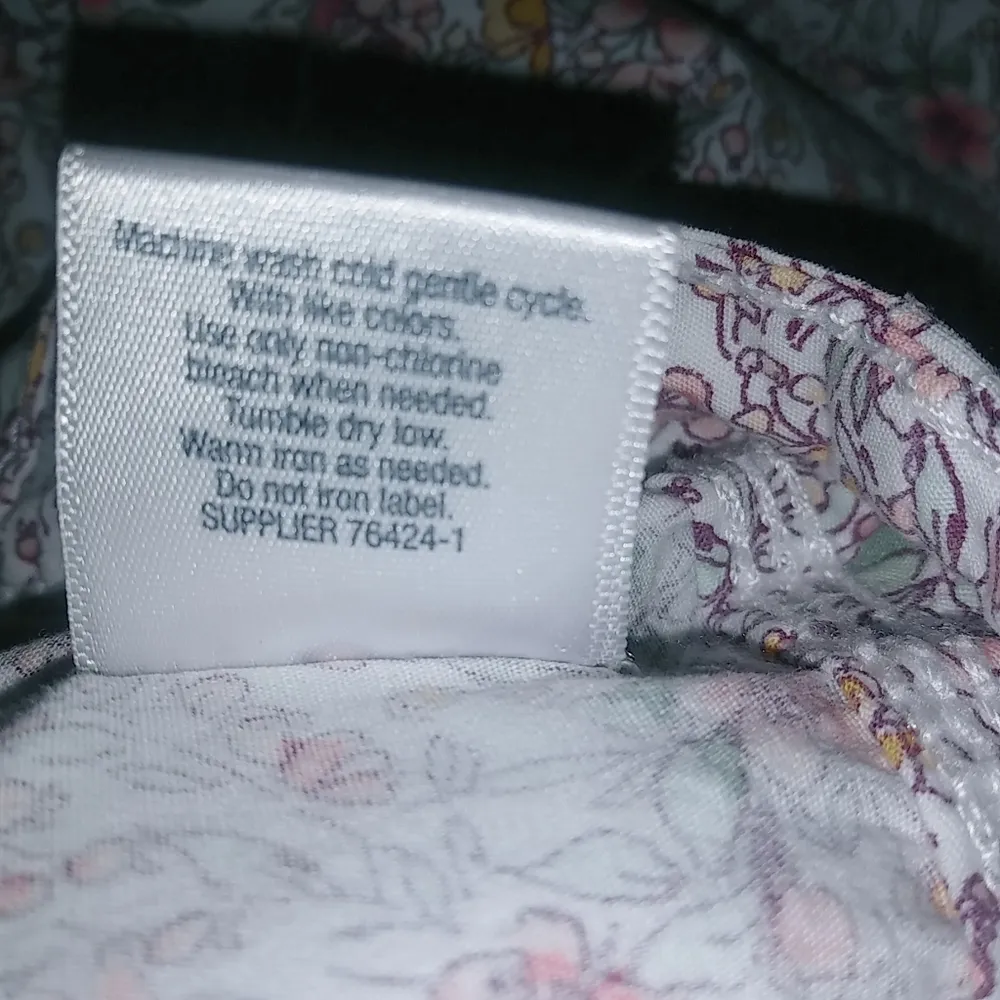 Machine wash cold gentle cycle.
With like colors.
Use only non-chlorine
bleach when needed.
Tumble dry low.
Warm iron as needed.
Do not iron label.
SUPPLIER 76424-1